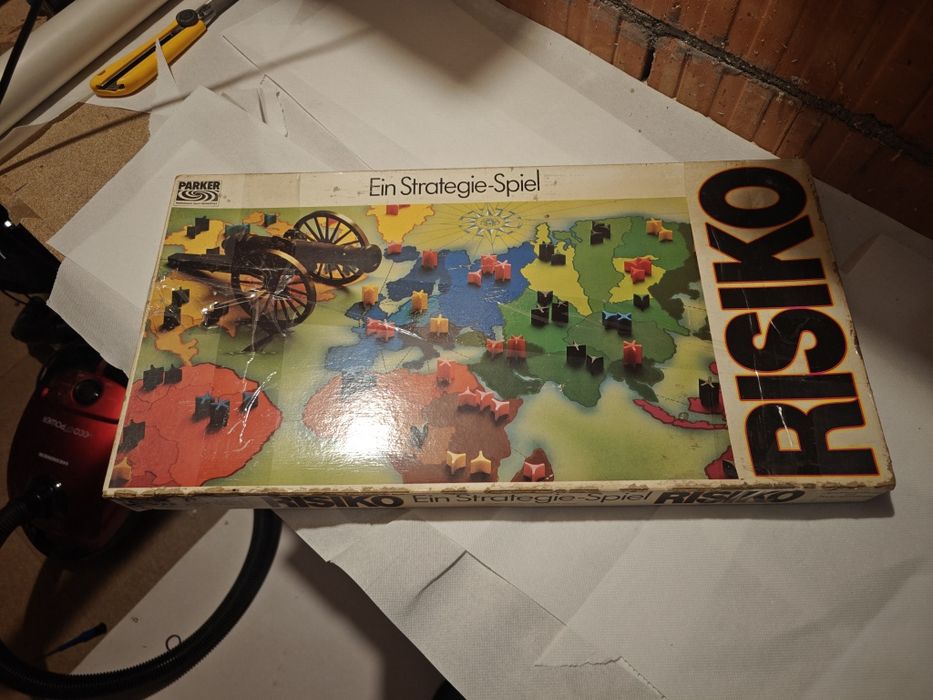 PARKER
Ein Strategie-Spiel
RISIKO
RISIKO Ein Strategie-Spiel RISIKO